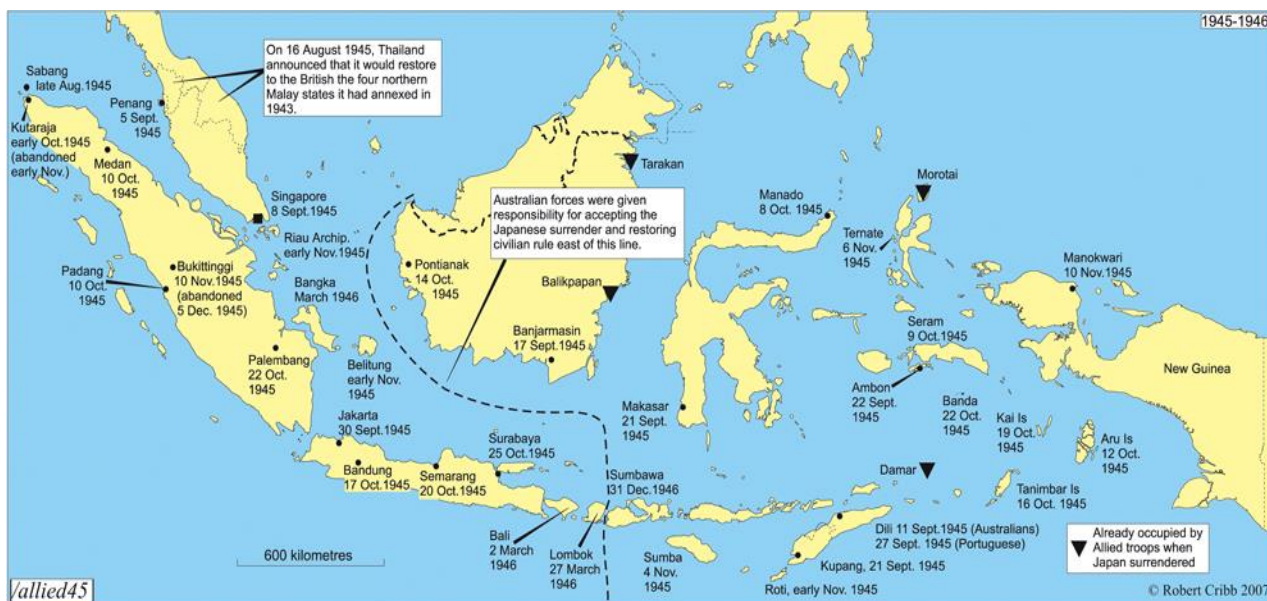 1945-1946
On 16 August 1945, Thailand
announced that it would restore
to the British the four northern
Malay states it had annexed in
1943.
Sabang
late Aug. 1945
Penang
5 Sept.
1945
Kutaraja
early Oct.1945
(abandoned
early Nov.)
Medan
10 Oct.
1945
Tarakan
Singapore
8 Sept.1945
Australian forces were given
responsibility for accepting the
Japanese surrender and restoring
civilian rule east of this line.
Manado
8 Oct. 1945
Morotai
Riau Archip.
early Nov.1945
Ternate
6 Nov.
1945
Manokwari
10 Nov.1945
Padang
10 Oct.
1945
Bukittinggi
10 Nov.1945
(abandoned
5 Dec. 1945)
Bangka
March 1946
Pontianak
14 Oct.
1945
Balikpapan
Banjarmasin
17 Sept.1945
Seram
9 Oct.1945
Palembang
22 Oct.
1945
Belitung
early Nov.
1945
New Guinea
Makasar
21 Sept.
1945
Ambon
22 Sept.
1945
Banda
22 Oct.
1945
Kai Is
19 Oct.
1945
Aru Is
12 Oct.
1945
Jakarta
30 Sept.1945
Surabaya
25 Oct.1945
Bandung
17 Oct.1945
Semarang
20 Oct.1945
Sumbawa
31 Dec.1946
Damar
Tanimbar Is
16 Oct. 1945
Bali
2 March
1946
Lombok
27 March
1946
Sumba
4 Nov.
1945
Dili 11 Sept.1945 (Australians)
27 Sept. 1945 (Portuguese)
Kupang, 21 Sept. 1945
Roti, early Nov. 1945
Already occupied by
Allied troops when
Japan surrendered
600 kilometres
/allied45
© Robert Cribb 2007